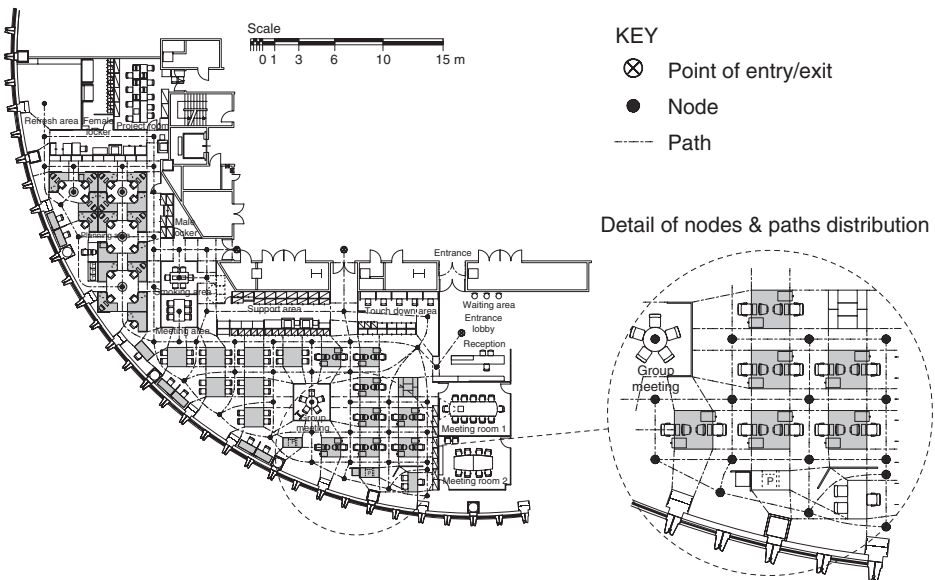 Scale
0 1 3 6 10 15 m
KEY
Point of entry/exit
Node
Path
Detail of nodes & paths distribution
Refresh area
Female
locker
Project room
Planning area
Male
locker
Smoking area
Meeting area
Support area
Touch down area
Entrance
Waiting area
Entrance
lobby
Reception
Group
meeting
Meeting room 1
Meeting room 2
P
P
Group
meeting
P